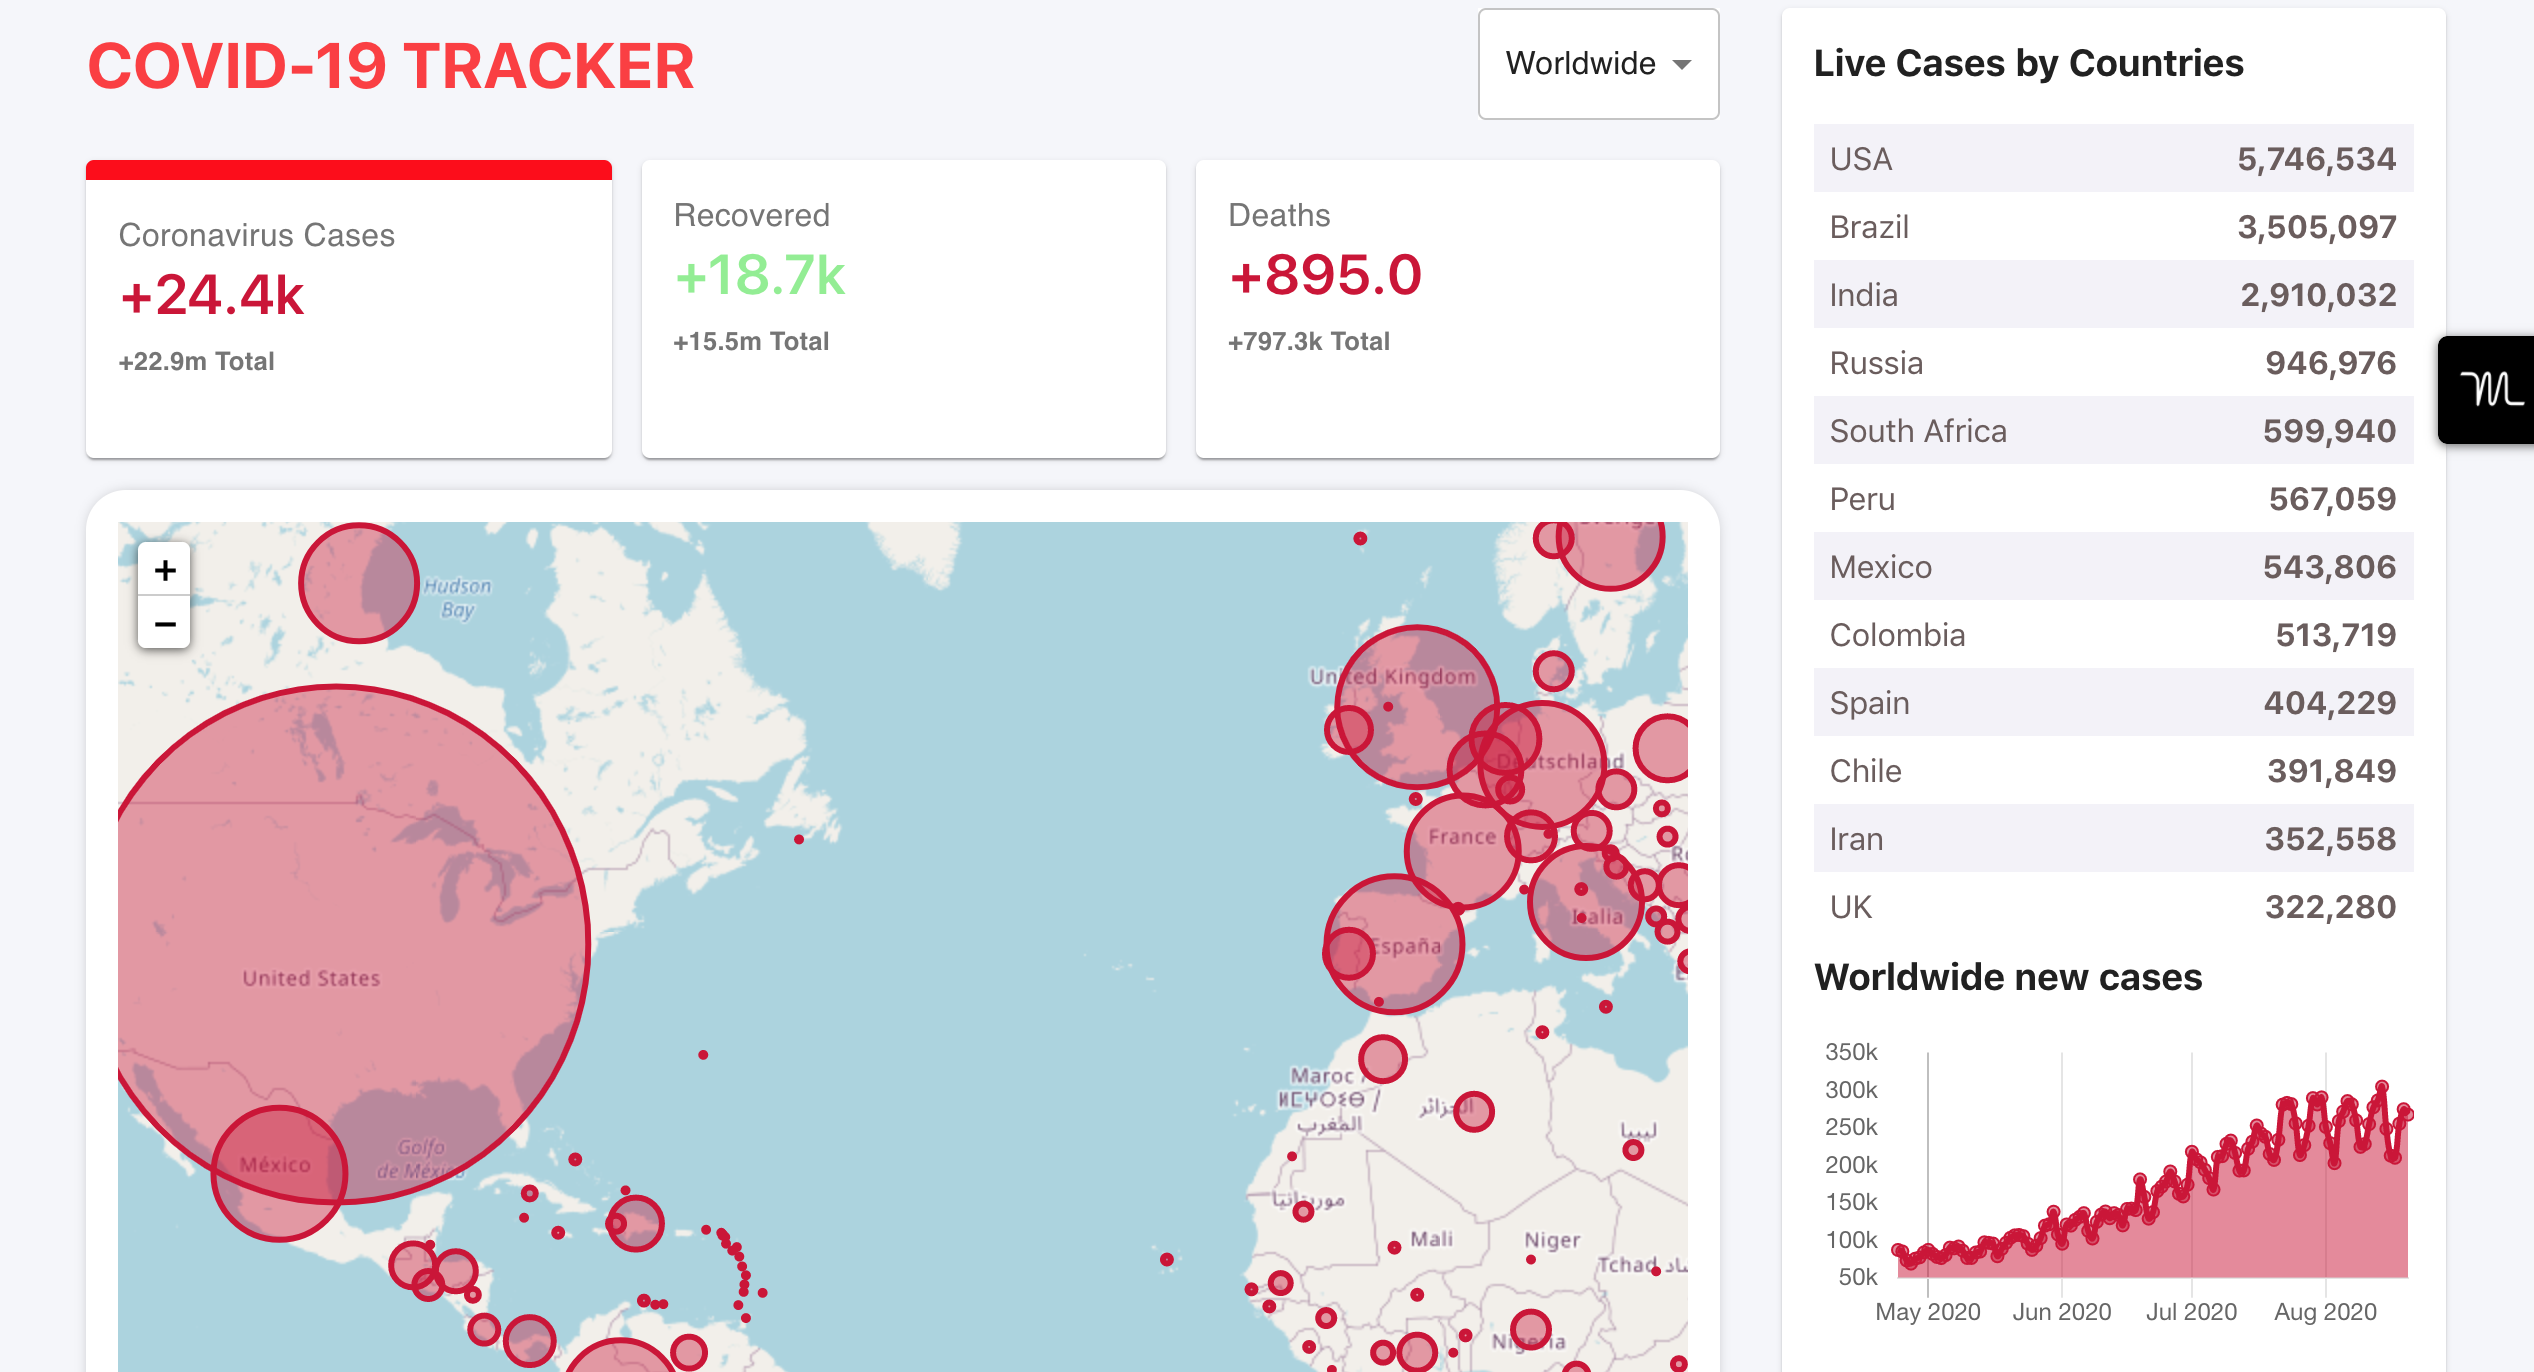 COVID-19 TRACKER
Worldwide
Coronavirus Cases
+24.4k
+22.9m Total
Recovered
+18.7k
+15.5m Total
Deaths
+895.0
+797.3k Total
+
−
Hudson
Bay
United Kingdom
Deutschland
France
Italia
España
United States
México
Golfo
de México
Maroc /
ⵍⵎⵖⵔⵉⴱ /
المغرب
الجزائر
ليبيا
موريتانيا
Mali
Niger
Tchad
Nigeria
Live Cases by Countries
USA 5,746,534
Brazil 3,505,097
India 2,910,032
Russia 946,976
South Africa 599,940
Peru 567,059
Mexico 543,806
Colombia 513,719
Spain 404,229
Chile 391,849
Iran 352,558
UK 322,280
Worldwide new cases
350k
300k
250k
200k
150k
100k
50k
May 2020 Jun 2020 Jul 2020 Aug 2020